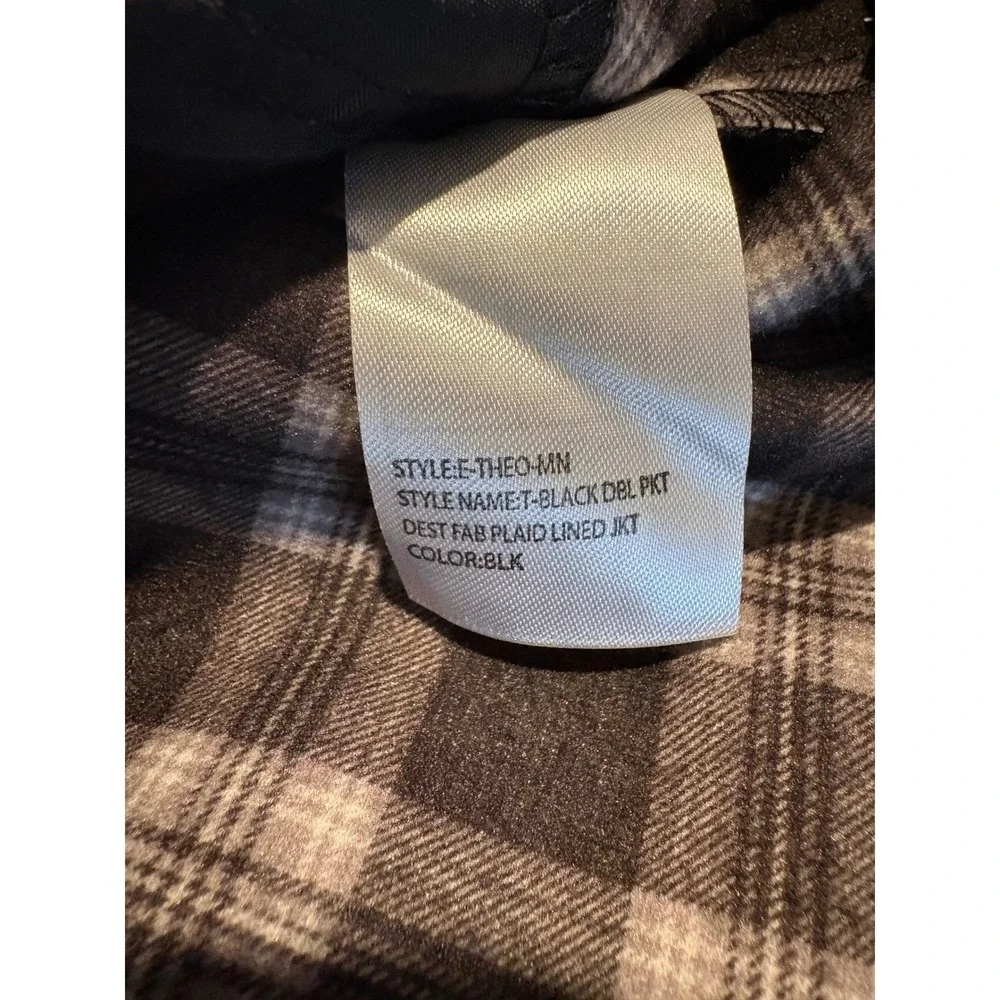 STYLE:E-THEO-MN
STYLE NAME:T-BLACK DBL PKT
DEST FAB PLAID LINED JKT
COLOR:BLK